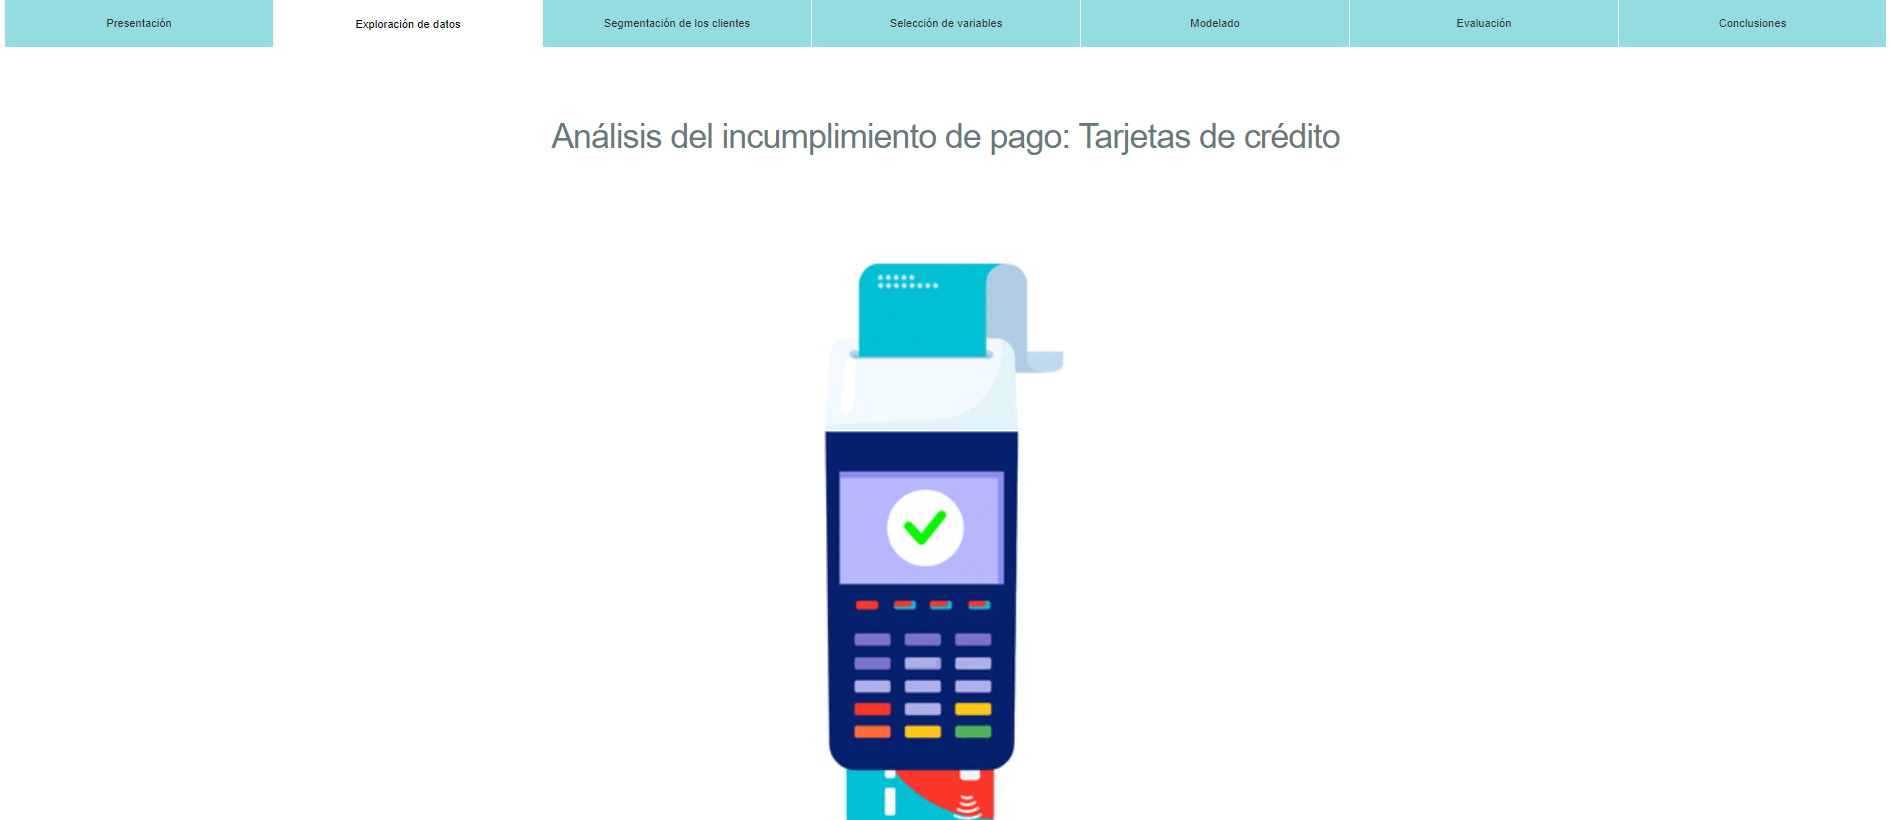 Presentación
Exploración de datos
Segmentación de los clientes
Selección de variables
Modelado
Evaluación
Conclusiones
Análisis del incumplimiento de pago: Tarjetas de crédito